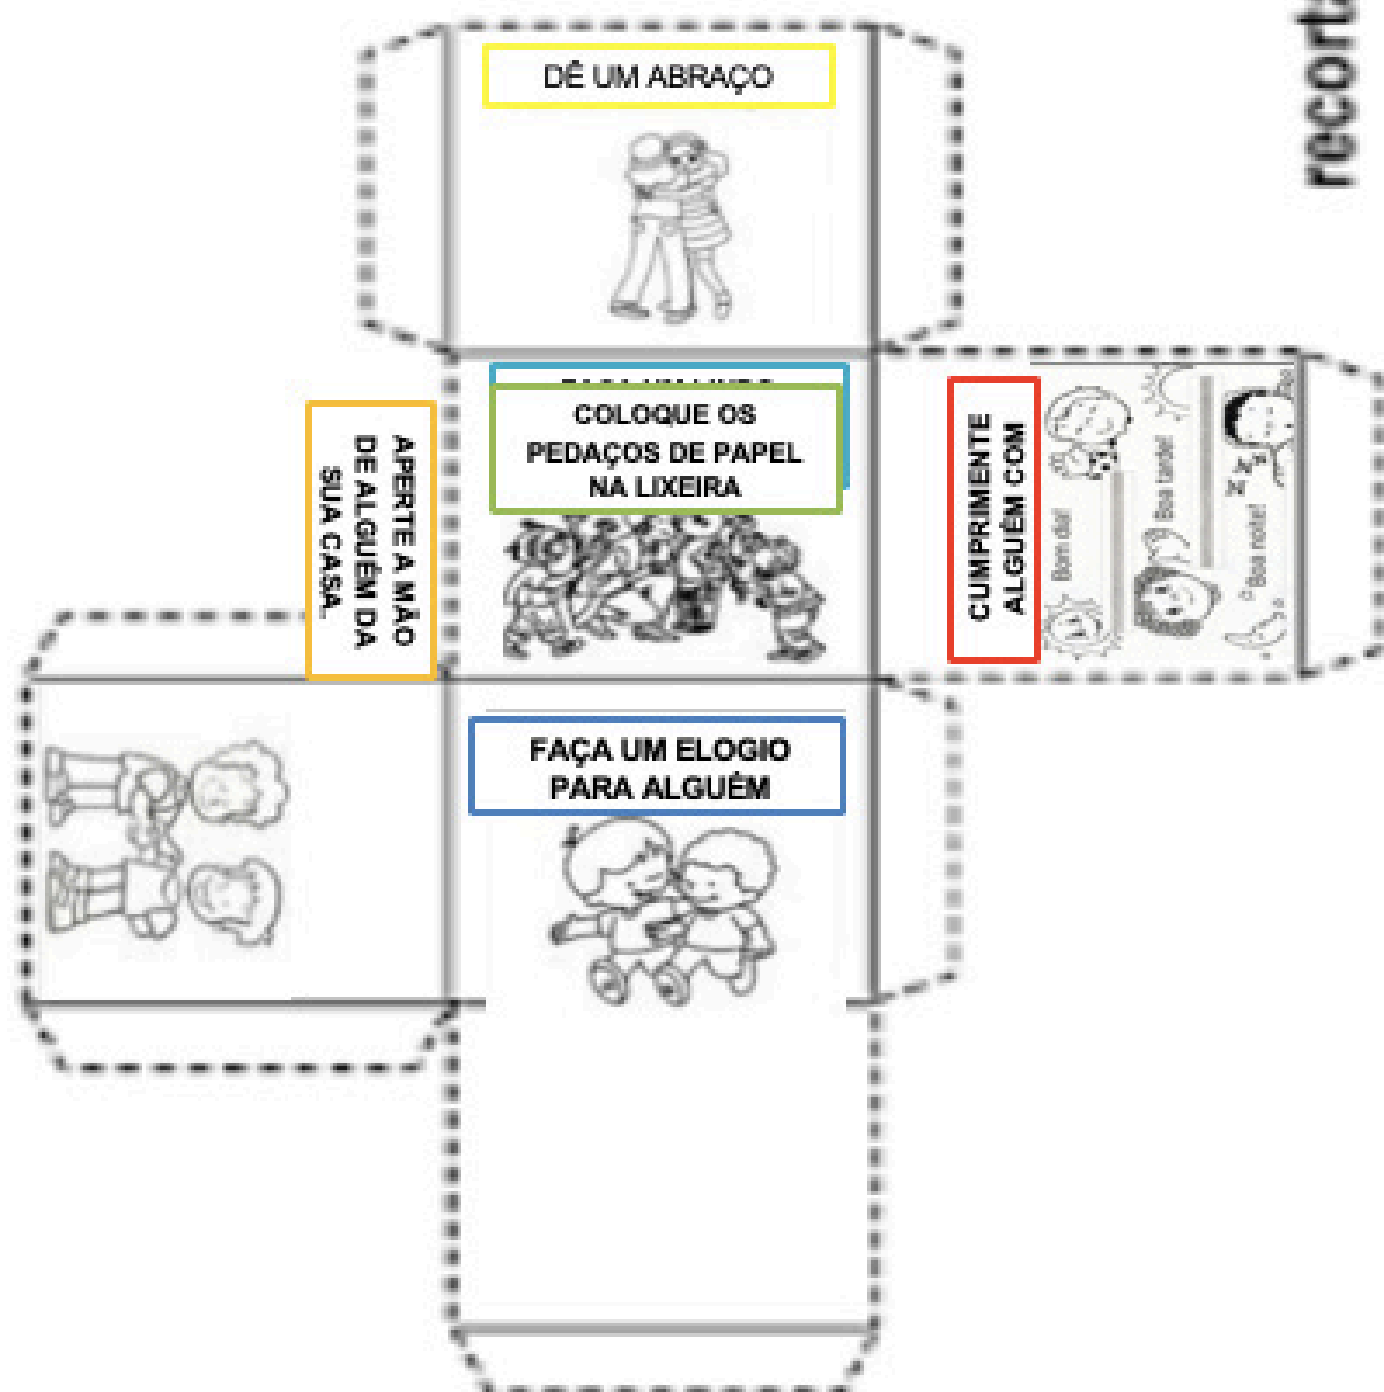 DÊ UM ABRAÇO
COLOQUE OS
PEDAÇOS DE PAPEL
NA LIXEIRA
APERTE A MÃO
DE ALGUÉM DA
SUA CASA.
CUMPRIMENTE
ALGUÉM COM
Bom dia!
Boa tarde!
Boa noite!
FAÇA UM ELOGIO
PARA ALGUÉM